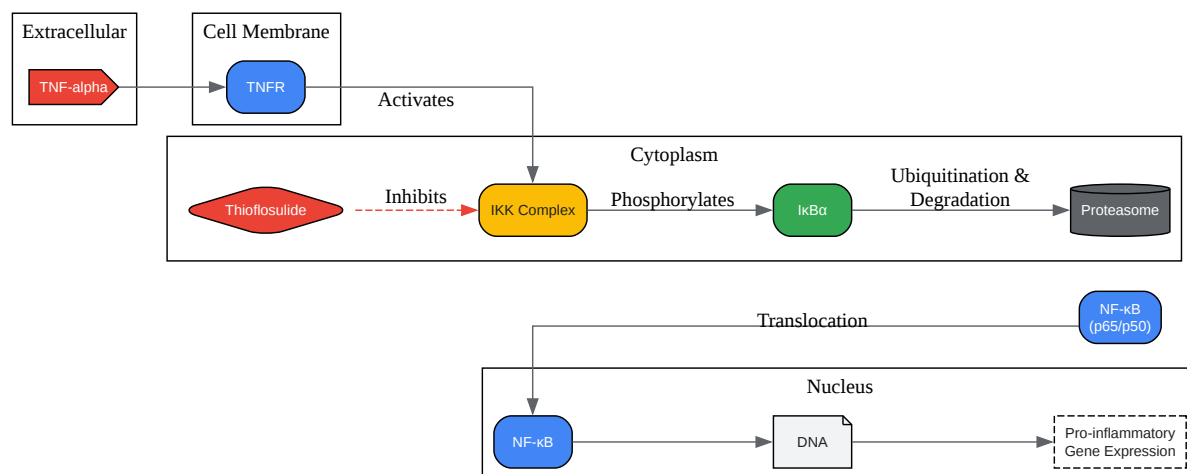 Extracellular
Cell Membrane
TNF-alpha
TNFR
Activates
Cytoplasm
Thioflosulide
Inhibits
IKK Complex
Phosphorylates
IκBα
Ubiquitination &
Degradation
Proteasome
NF-κB
(p65/p50)
Translocation
Nucleus
NF-κB
DNA
Pro-inflammatory
Gene Expression